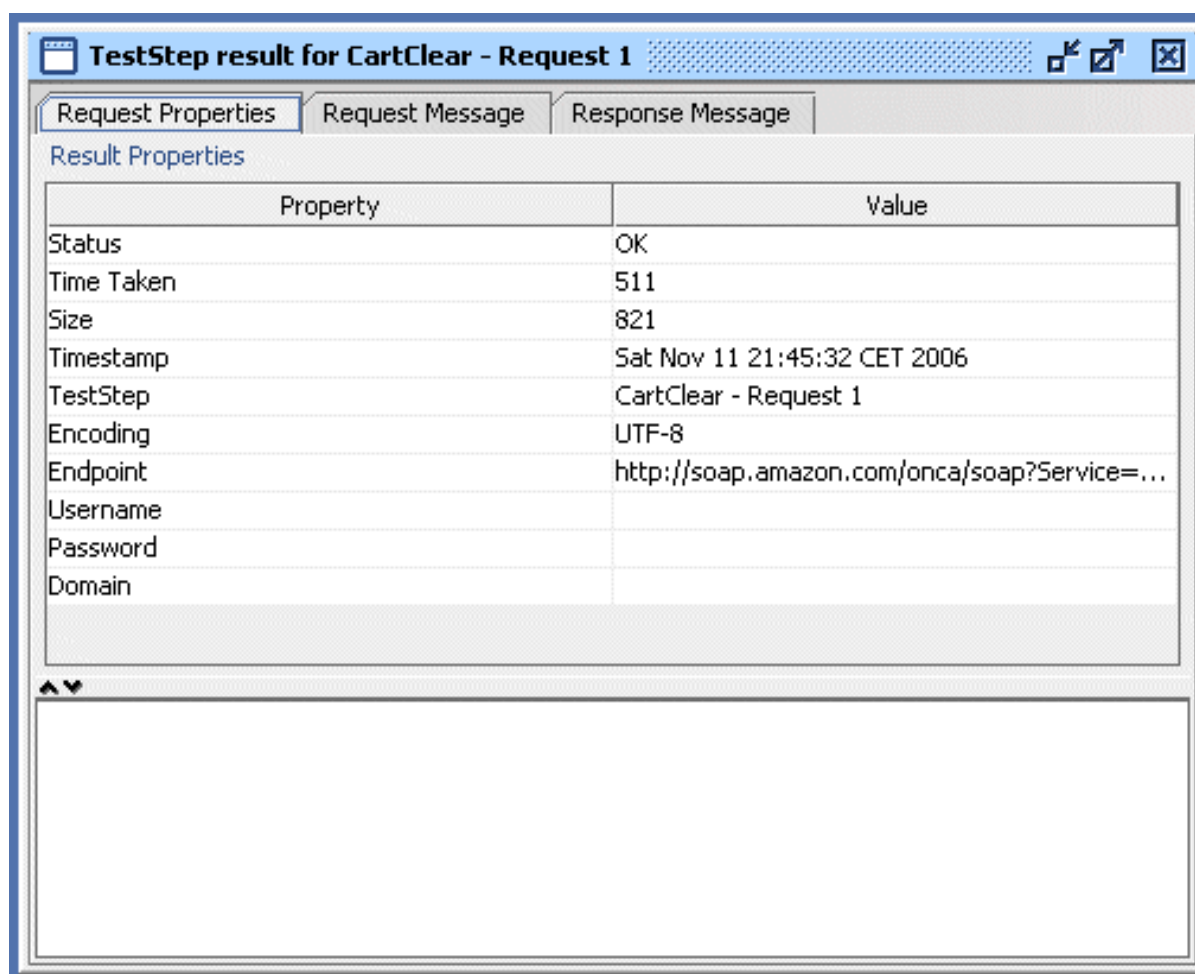 TestStep result for CartClear - Request 1
Request Properties Request Message Response Message
Result Properties
Property Value
Status OK
Time Taken 511
Size 821
Timestamp Sat Nov 11 21:45:32 CET 2006
TestStep CartClear - Request 1
Encoding UTF-8
Endpoint http://soap.amazon.com/onca/soap?Service=...
Username
Password
Domain